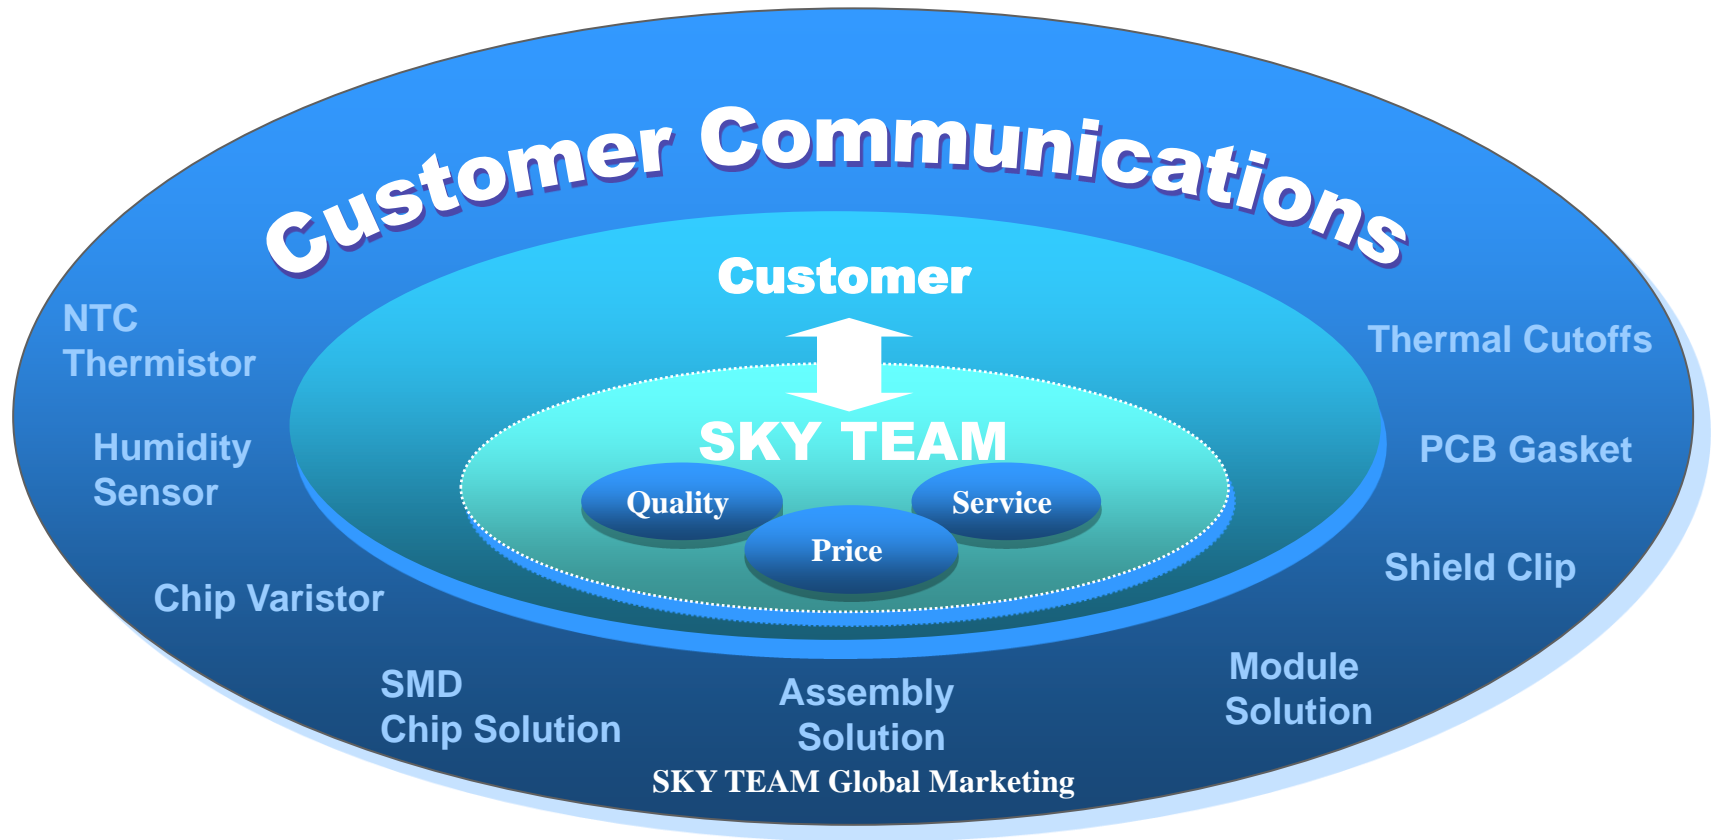 Customer Communications
Customer
NTC
Thermistor
Thermal Cutoffs
SKY TEAM
Humidity
Sensor
PCB Gasket
Quality
Service
Price
Shield Clip
Chip Varistor
SMD
Chip Solution
Assembly
Solution
Module
Solution
SKY TEAM Global Marketing